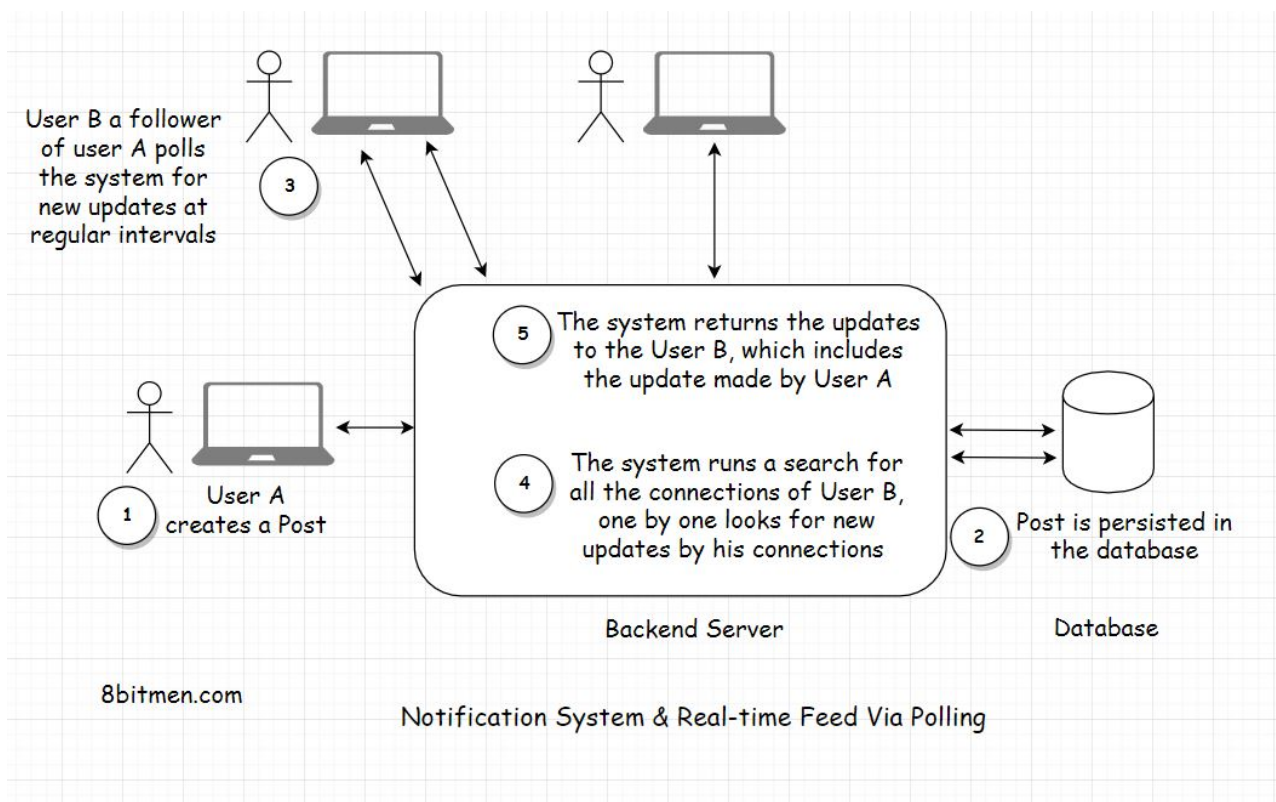 User B a follower
of user A polls
the system for
new updates at
regular intervals
3
5
The system returns the updates
to the User B, which includes
the update made by User A
4
The system runs a search for
all the connections of User B,
one by one looks for new
updates by his connections
1
User A
creates a Post
2
Post is persisted in
the database
Backend Server
Database
8bitmen.com
Notification System & Real-time Feed Via Polling